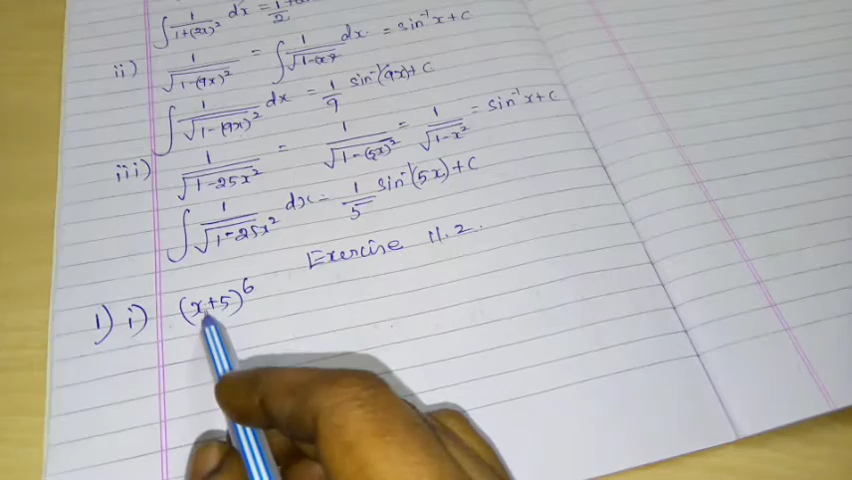 ∫ 1/1+(2x)² dx = 1/2
ii) 1/√1-(9x)² = ∫ 1/√1-x² dx = sin⁻¹x+c
∫ 1/√1-(9x)² dx = 1/9 sin⁻¹(9x)+c
iii) 1/√1-25x² = 1/√1-(5x)² = 1/√1-x² = sin⁻¹x+c
∫ 1/√1-25x² dx = 1/5 sin⁻¹(5x)+c
Exercise 11.2.
1) i) (x+5)⁶